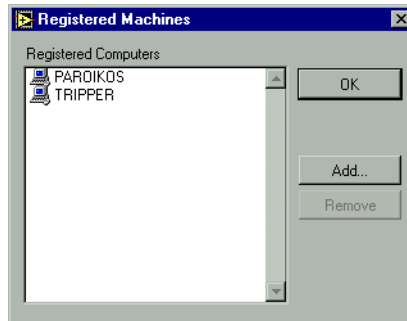 Registered Machines
Registered Computers
PAROIKOS
TRIPPER
OK
Add...
Remove